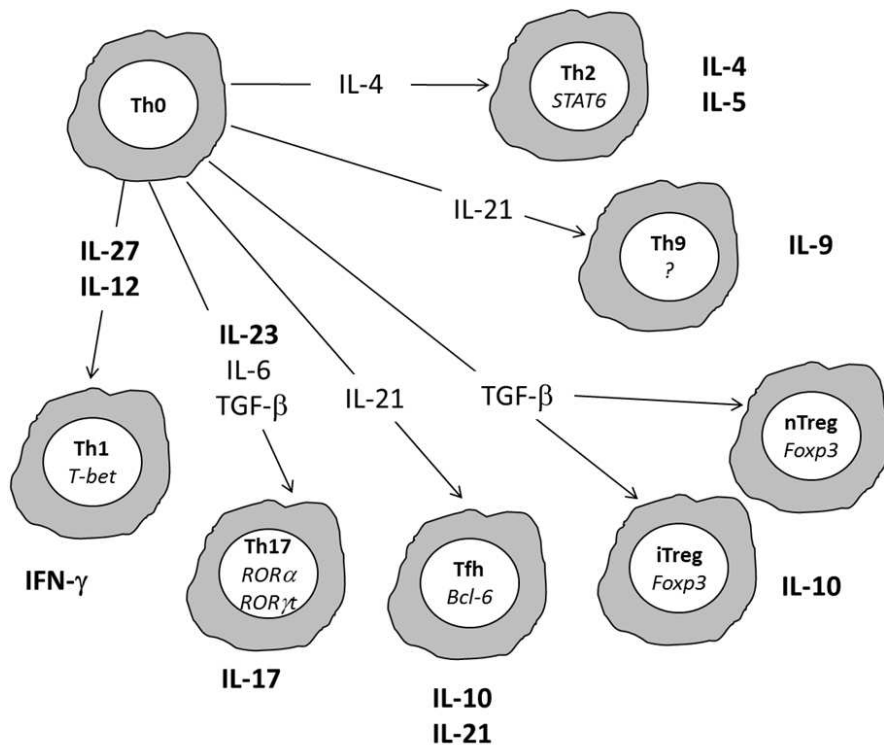 Th0
IL-4
Th2
STAT6
IL-4
IL-5
IL-21
Th9
?
IL-9
IL-27
IL-12
IL-23
IL-6
TGF-β
IL-21
TGF-β
nTreg
Foxp3
Th1
T-bet
IFN-γ
Th17
RORα
RORγt
IL-17
Tfh
Bcl-6
IL-10
IL-21
iTreg
Foxp3
IL-10